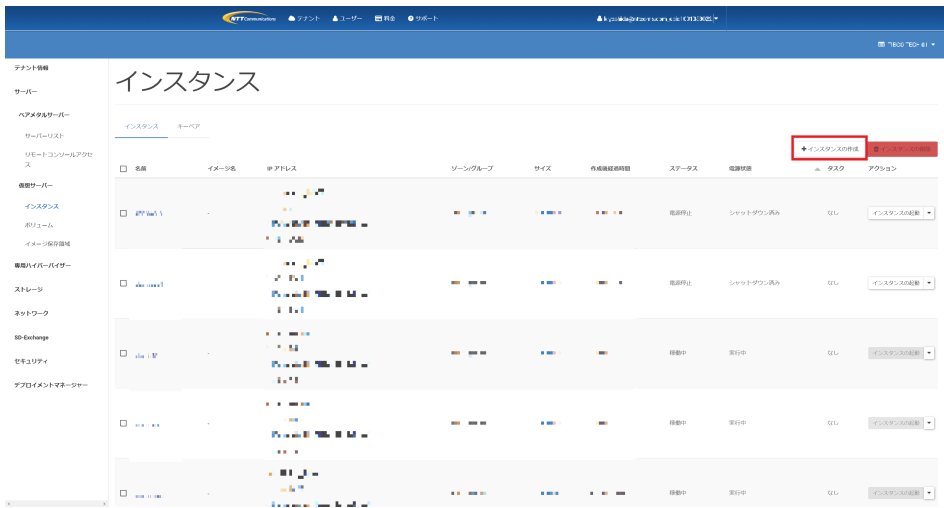 NTT Communications テナント ユーザー 料金 サポート
テナント情報
サーバー
ベアメタルサーバー
サーバーリスト
リモートコンソールアクセ
ス
仮想サーバー
インスタンス
ボリューム
イメージ保存領域
専用ハイパーバイザー
ストレージ
ネットワーク
SD-Exchange
セキュリティ
デプロイメントマネージャー
インスタンス
インスタンス キーペア
+インスタンスの作成 インスタンスの削除
名前 イメージ名 IP アドレス ゾーン/グループ サイズ 作成後経過時間 ステータス 電源状態 タスク アクション
- 電源停止 シャットダウン済み なし インスタンスの起動
- 電源停止 シャットダウン済み なし インスタンスの起動
- 稼働中 実行中 なし インスタンスの起動
- 稼働中 実行中 なし インスタンスの起動
- 稼働中 実行中 なし インスタンスの起動